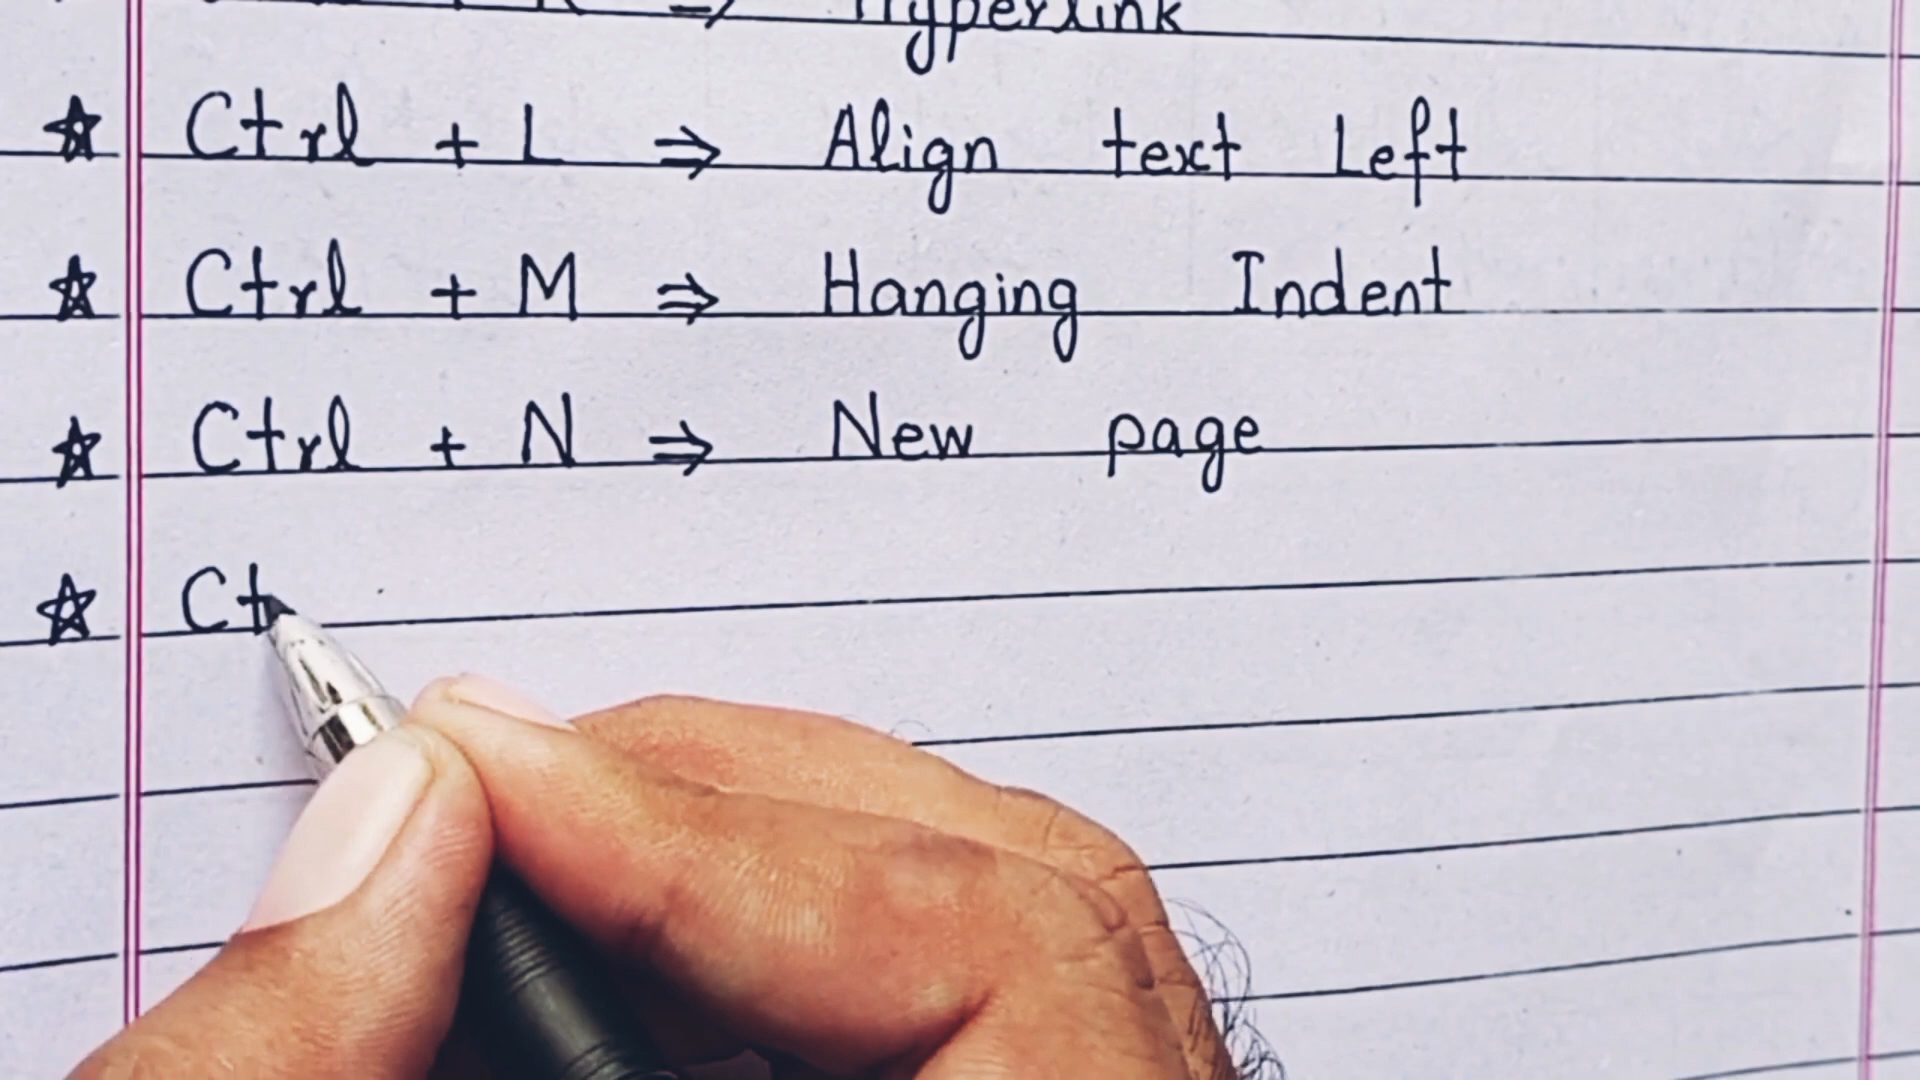 + K ⇒ Hyperlink
☆ Ctrl + L ⇒ Align text Left
☆ Ctrl + M ⇒ Hanging Indent
☆ Ctrl + N ⇒ New page
☆ Ct